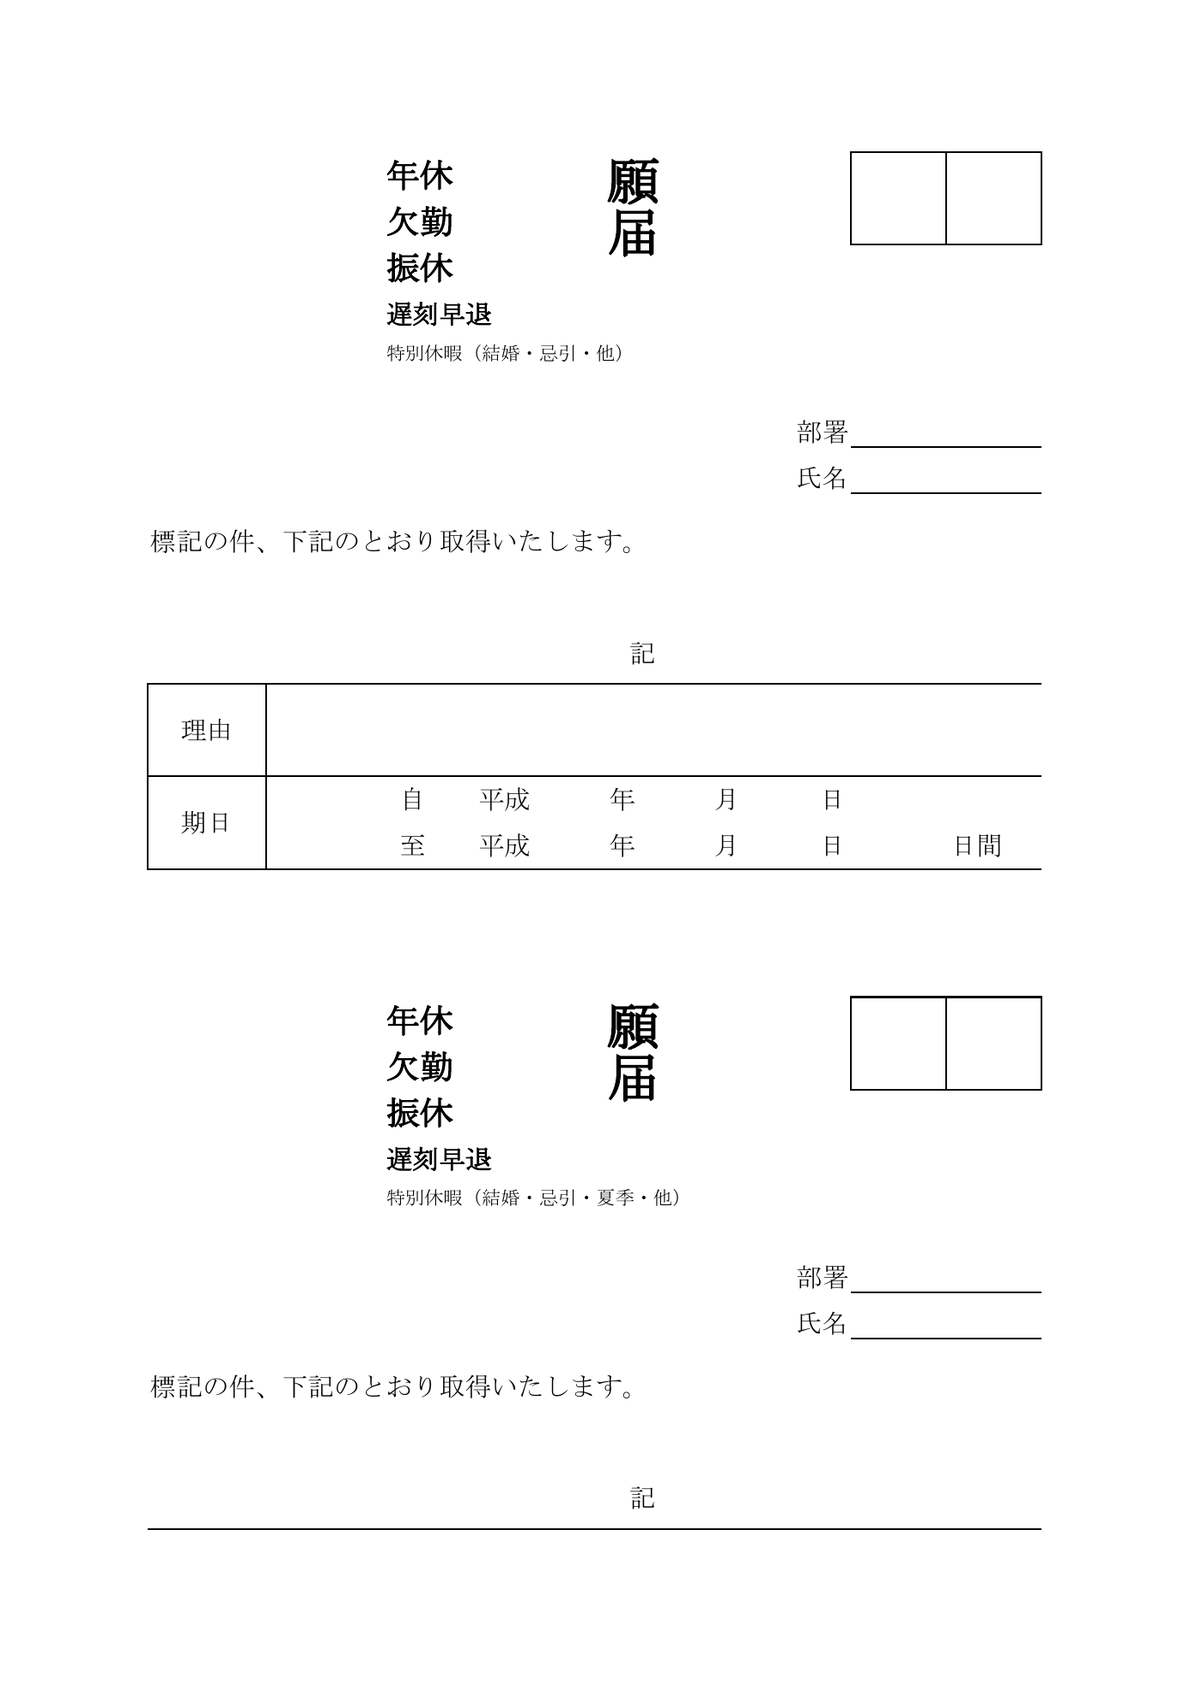 年休
欠勤
振休
遅刻早退
特別休暇（結婚・忌引・他）
願
届
部署
氏名
標記の件、下記のとおり取得いたします。
記
理由
期日
自 平成 年 月 日
至 平成 年 月 日 日間
年休
欠勤
振休
遅刻早退
特別休暇（結婚・忌引・夏季・他）
願
届
部署
氏名
標記の件、下記のとおり取得いたします。
記